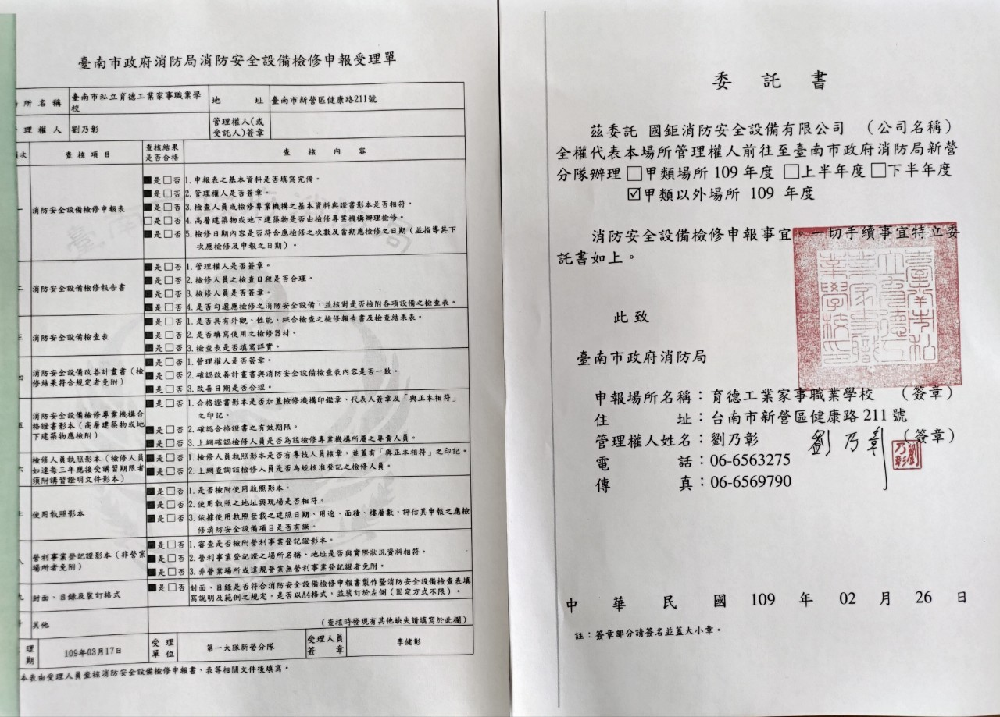 臺南市政府消防局消防安全設備檢修申報受理單
所名稱 臺南市私立育德工業家事職業學校 地址 臺南市新營區健康路211號
理權人 劉乃彰 管理權人(或受託人)簽章
次 查核項目 查核結果是否合格 查核內容
一 消防安全設備檢修申報表
■是□否 1.申報表之基本資料是否填寫完備。
■是□否 2.管理權人是否簽章。
■是□否 3.檢查人員或檢修專業機構之基本資料與證書影本是否相符。
□是□否 4.高層建築物或地下建築物是否由檢修專業機構辦理檢修。
■是□否 5.檢修日期內容是否符合應檢修之次數及當期應檢修之日期(並指導其下
次應檢修及申報之日期)。
二 消防安全設備檢修報告書
■是□否 1.管理權人是否簽章。
■是□否 2.檢修人員之檢查日程是否合理。
■是□否 3.檢修人員是否簽章。
■是□否 4.是否勾選應檢修之消防安全設備,並核對是否檢附各項設備之檢查表。
三 消防安全設備檢查表
■是□否 1.是否具有外觀、性能、綜合檢查之檢修報告書及檢查結果表。
■是□否 2.是否填寫使用之檢修器材。
■是□否 3.檢查表是否填寫詳實。
四 消防安全設備改善計畫書(檢
修結果符合規定者免附)
■是□否 1.管理權人是否簽章。
■是□否 2.確認改善計畫書與消防安全設備檢查表內容是否一致。
■是□否 3.改善日期是否合理。
五 消防安全設備檢修專業機構合
格證書影本(高層建築物或地
下建築物應檢附)
■是□否 1.合格證書影本是否加蓋檢修機構印鑑章、代表人簽章及「與正本相符」
之印記。
■是□否 2.確認合格證書之有效期限。
■是□否 3.上網確認檢修人員是否為該檢修專業機構所屬之專責人員。
六 檢修人員執照影本(檢修人員
如達每三年應接受講習期限者
須附講習證明文件影本)
■是□否 1.檢修人員執照影本是否有專技人員核章,並蓋有「與正本相符」之印記。
■是□否 2.上網查詢該檢修人員是否為經核准登記之檢修人員。
七 使用執照影本
■是□否 1.是否檢附使用執照影本。
■是□否 2.使用執照之地址與現場是否相符。
■是□否 3.依據使用執照登載之建照日期、用途、面積、樓層數,評估其申報之應檢
修消防安全設備項目是否有誤。
八 營利事業登記證影本(非營業
場所者免附)
■是□否 1.審查是否檢附營利事業登記證影本。
■是□否 2.營利事業登記證之場所名稱、地址是否與實際狀況資料相符。
■是□否 3.非營業場所或違規營業無營利事業登記證者免附。
九 封面、目錄及裝訂格式
■是□否 封面、目錄是否符合消防安全設備檢修申報書製作暨消防安全設備檢查表填
寫說明及範例之規定,是否以A4格式,並裝訂於左側(固定方式不限)。
十 其他 (查核時發現有其他缺失請填寫於此欄)
理期 109年03月17日 受理單位 第一大隊新營分隊 受理人員簽章 李健彰
本表由受理人員查核消防安全設備檢修申報書、表等相關文件後填寫。
委託書
茲委託 國鉅消防安全設備有限公司 (公司名稱)
全權代表本場所管理權人前往至臺南市政府消防局新營
分隊辦理□甲類場所109年度 □上半年度□下半年度
☑甲類以外場所 109 年度
消防安全設備檢修申報事宜。一切手續事宜特立委
託書如上。
臺南市私
立育德工
業家事職
業學校印
此致
臺南市政府消防局
申報場所名稱:育德工業家事職業學校 (簽章)
住址:台南市新營區健康路211號
管理權人姓名:劉乃彰 劉乃彰 (簽章)
劉乃彰
電話:06-6563275
傳真:06-6569790
中華民國 109 年 02 月 26 日
註:簽章部分請簽名並蓋大小章。